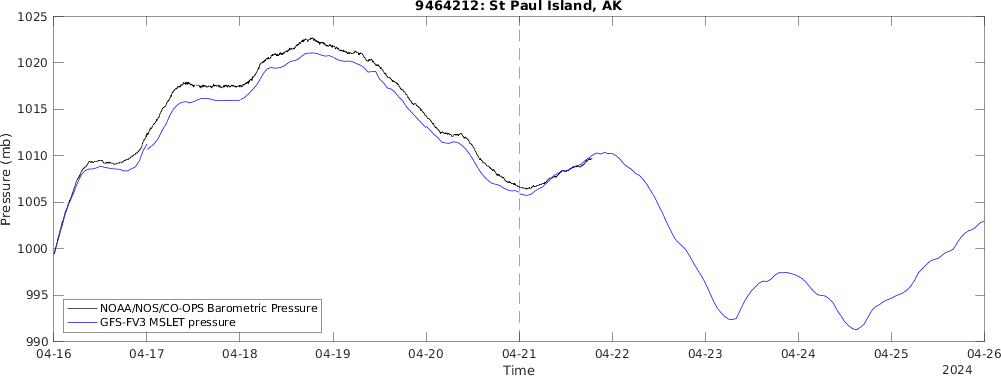 9464212: St Paul Island, AK
Pressure (mb)
1025
1020
1015
1010
1005
1000
995
990
NOAA/NOS/CO-OPS Barometric Pressure
GFS-FV3 MSLET pressure
04-16 04-17 04-18 04-19 04-20 04-21 04-22 04-23 04-24 04-25 04-26
Time
2024